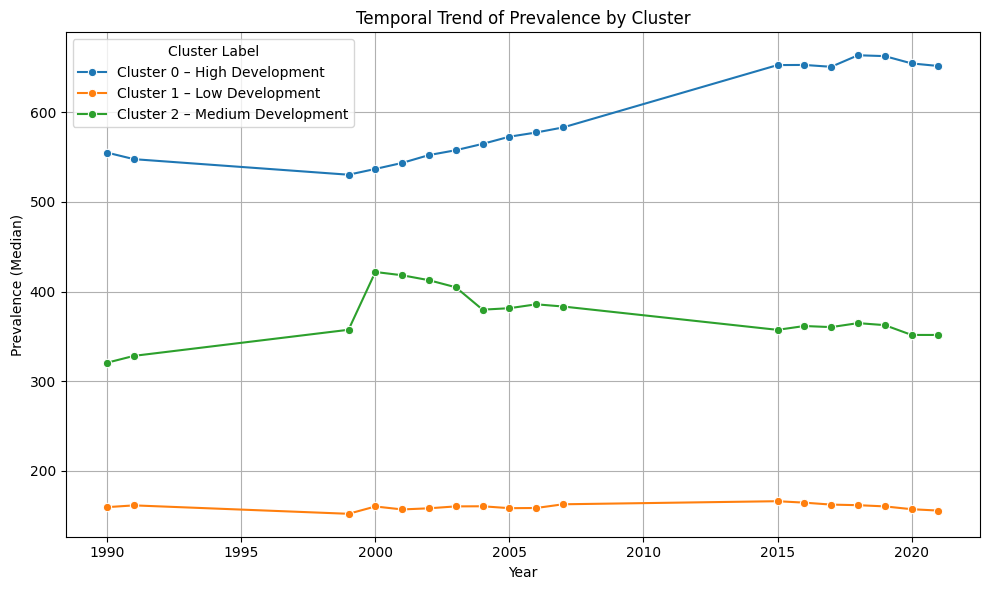 Temporal Trend of Prevalence by Cluster
Cluster Label
Cluster 0 – High Development
Cluster 1 – Low Development
Cluster 2 – Medium Development
Prevalence (Median)
600
500
400
300
200
1990 1995 2000 2005 2010 2015 2020
Year